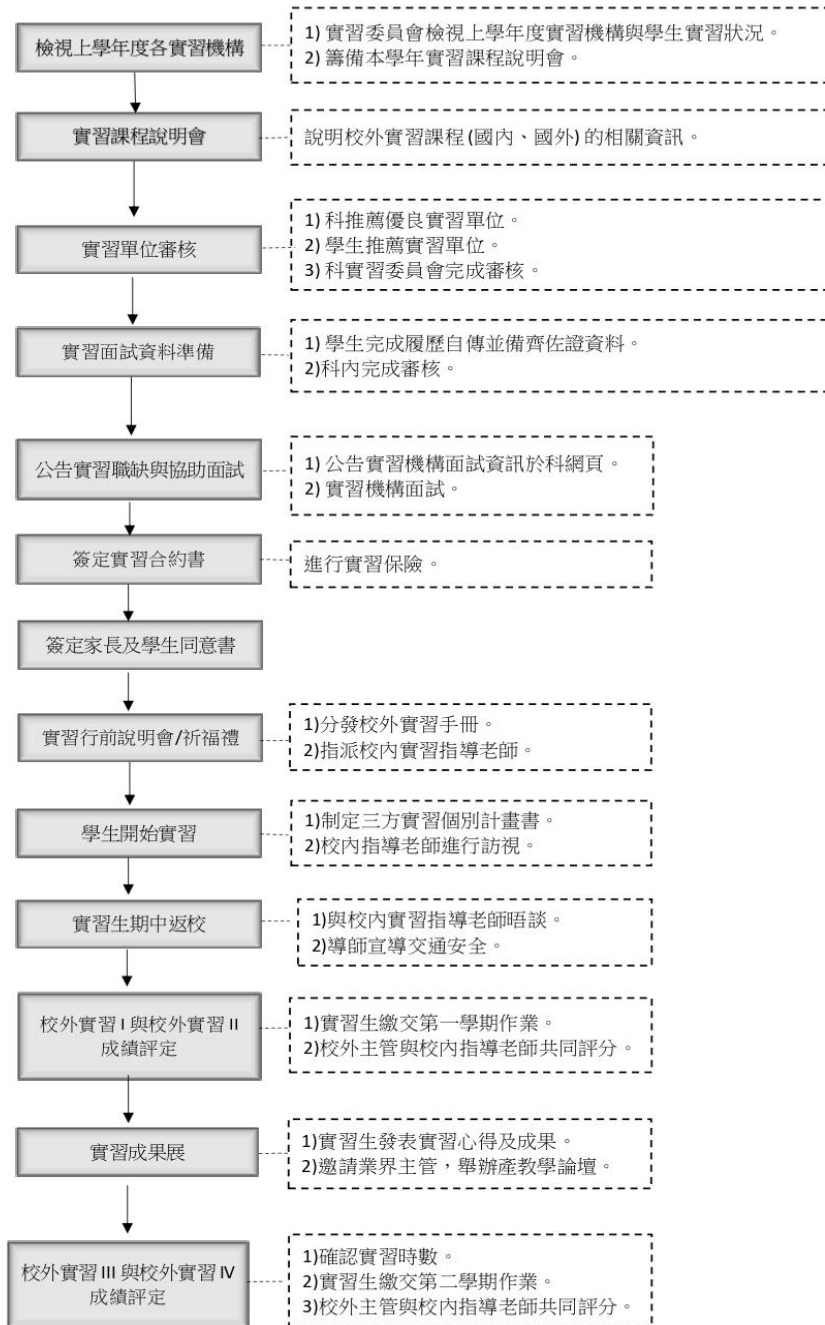 檢視上學年度各實習機構
1) 實習委員會檢視上學年度實習機構與學生實習狀況。
2) 籌備本學年實習課程說明會。
實習課程說明會
說明校外實習課程 (國內、國外) 的相關資訊。
實習單位審核
1) 科推薦優良實習單位。
2) 學生推薦實習單位。
3) 科實習委員會完成審核。
實習面試資料準備
1) 學生完成履歷自傳並備齊佐證資料。
2)科內完成審核。
公告實習職缺與協助面試
1) 公告實習機構面試資訊於科網頁。
2) 實習機構面試。
簽定實習合約書
進行實習保險。
簽定家長及學生同意書
實習行前說明會/祈福禮
1)分發校外實習手冊。
2)指派校內實習指導老師。
學生開始實習
1)制定三方實習個別計畫書。
2)校內指導老師進行訪視。
實習生期中返校
1)與校內實習指導老師晤談。
2)導師宣導交通安全。
校外實習 I 與校外實習 II
成績評定
1)實習生繳交第一學期作業。
2)校外主管與校內指導老師共同評分。
實習成果展
1)實習生發表實習心得及成果。
2)邀請業界主管，舉辦產教學論壇。
校外實習 III 與校外實習 IV
成績評定
1)確認實習時數。
2)實習生繳交第二學期作業。
3)校外主管與校內指導老師共同評分。